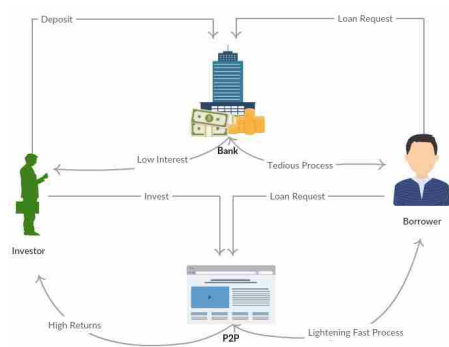 Deposit
Loan Request
Bank
Low Interest
Tedious Process
Invest
Loan Request
Investor
Borrower
High Returns
Lightening Fast Process
P2P